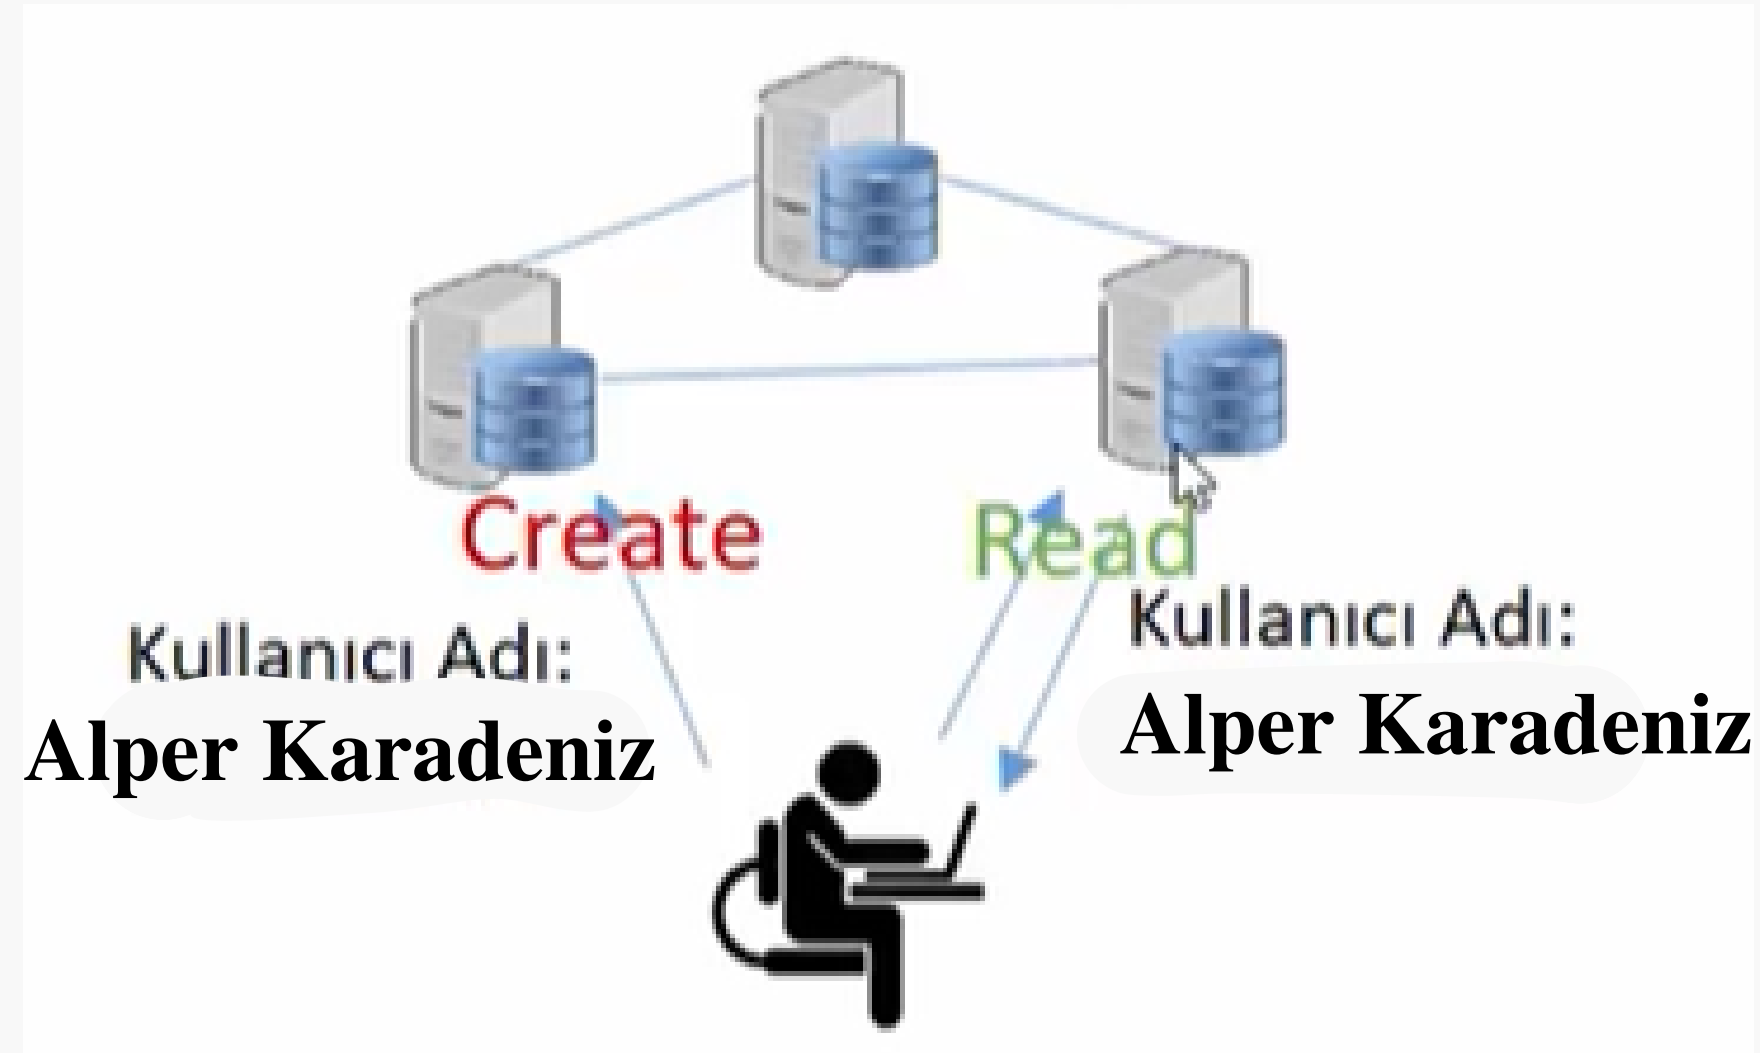 Create
Read
Kullanıcı Adı:
Alper Karadeniz
Kullanıcı Adı:
Alper Karadeniz